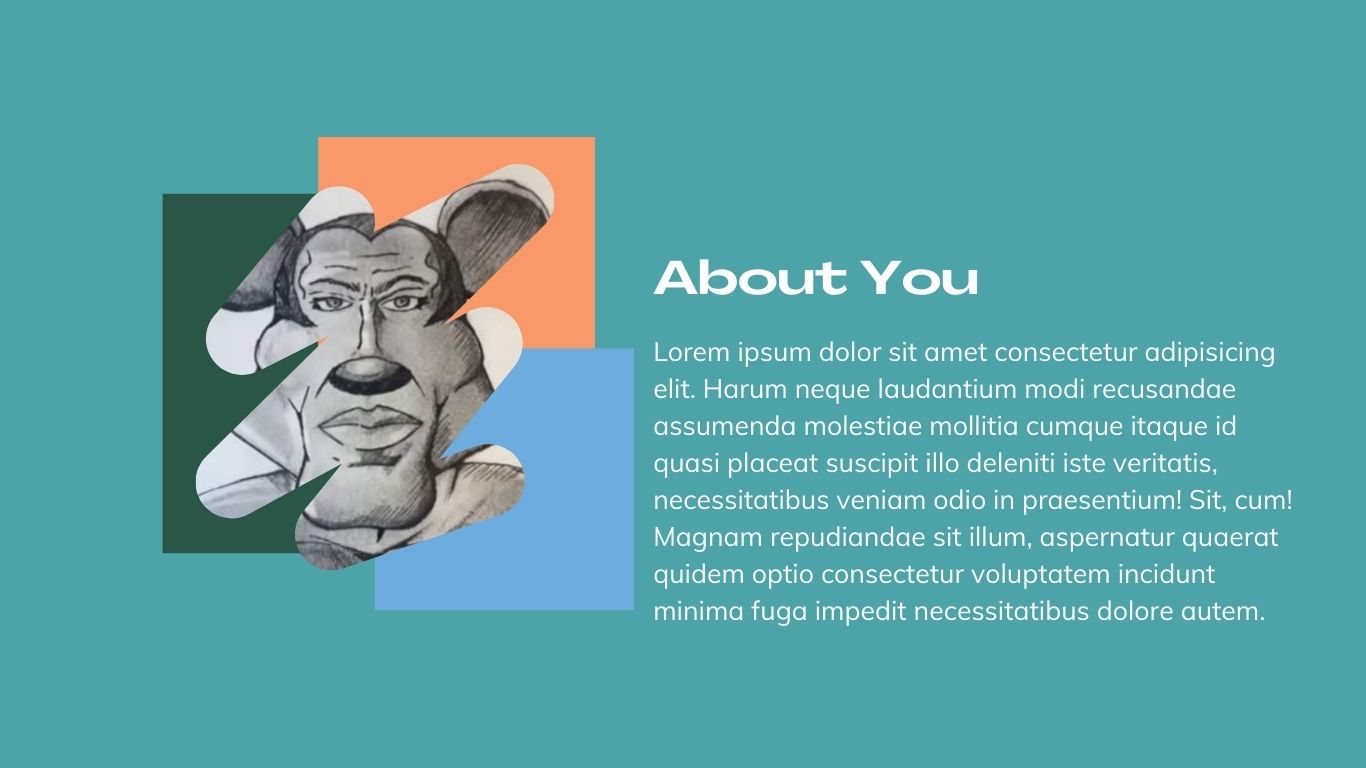 About You
Lorem ipsum dolor sit amet consectetur adipisicing
elit. Harum neque laudantium modi recusandae
assumenda molestiae mollitia cumque itaque id
quasi placeat suscipit illo deleniti iste veritatis,
necessitatibus veniam odio in praesentium! Sit, cum!
Magnam repudiandae sit illum, aspernatur quaerat
quidem optio consectetur voluptatem incidunt
minima fuga impedit necessitatibus dolore autem.